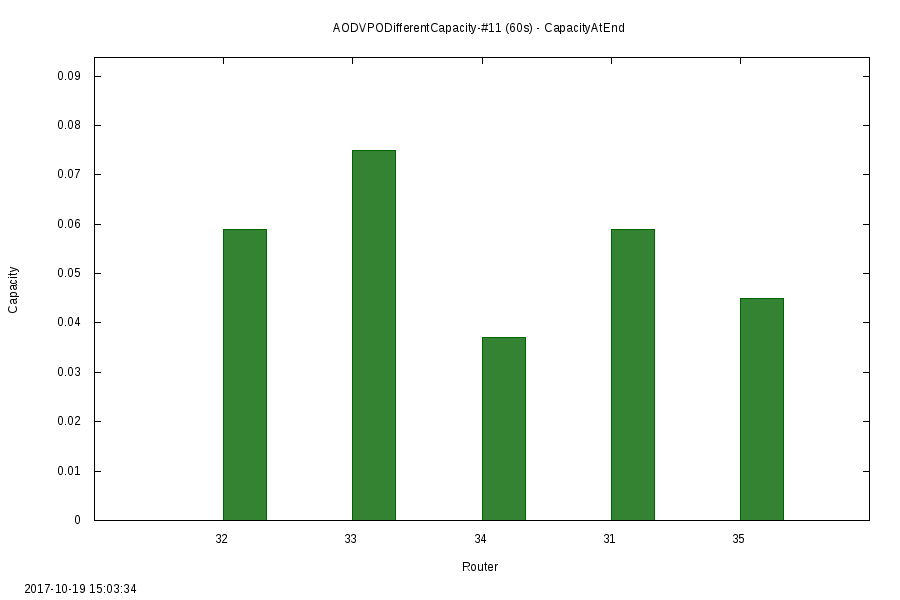 AODVPODifferentCapacity-#11 (60s) - CapacityAtEnd
0.09
0.08
0.07
0.06
0.05
0.04
0.03
0.02
0.01
0
Capacity
32 33 34 31 35
Router
2017-10-19 15:03:34